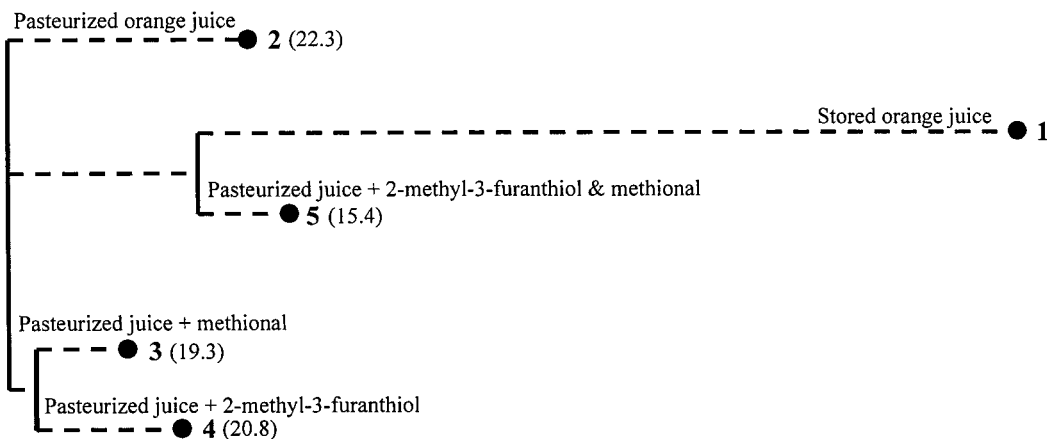 Pasteurized orange juice
2 (22.3)
Stored orange juice
1
Pasteurized juice + 2-methyl-3-furanthiol & methional
5 (15.4)
Pasteurized juice + methional
3 (19.3)
Pasteurized juice + 2-methyl-3-furanthiol
4 (20.8)